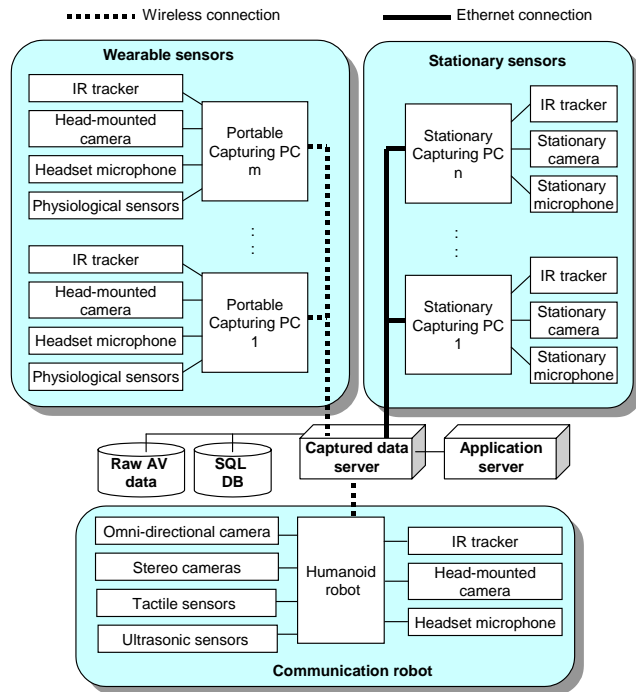 Wireless connection
Ethernet connection
Wearable sensors
IR tracker
Head-mounted
camera
Headset microphone
Physiological sensors
Portable
Capturing PC
m
:
:
IR tracker
Head-mounted
camera
Headset microphone
Physiological sensors
Portable
Capturing PC
1
Stationary sensors
Stationary
Capturing PC
n
IR tracker
Stationary
camera
Stationary
microphone
:
:
Stationary
Capturing PC
1
IR tracker
Stationary
camera
Stationary
microphone
Raw AV
data
SQL
DB
Captured data
server
Application
server
Omni-directional camera
Stereo cameras
Tactile sensors
Ultrasonic sensors
Humanoid
robot
IR tracker
Head-mounted
camera
Headset microphone
Communication robot